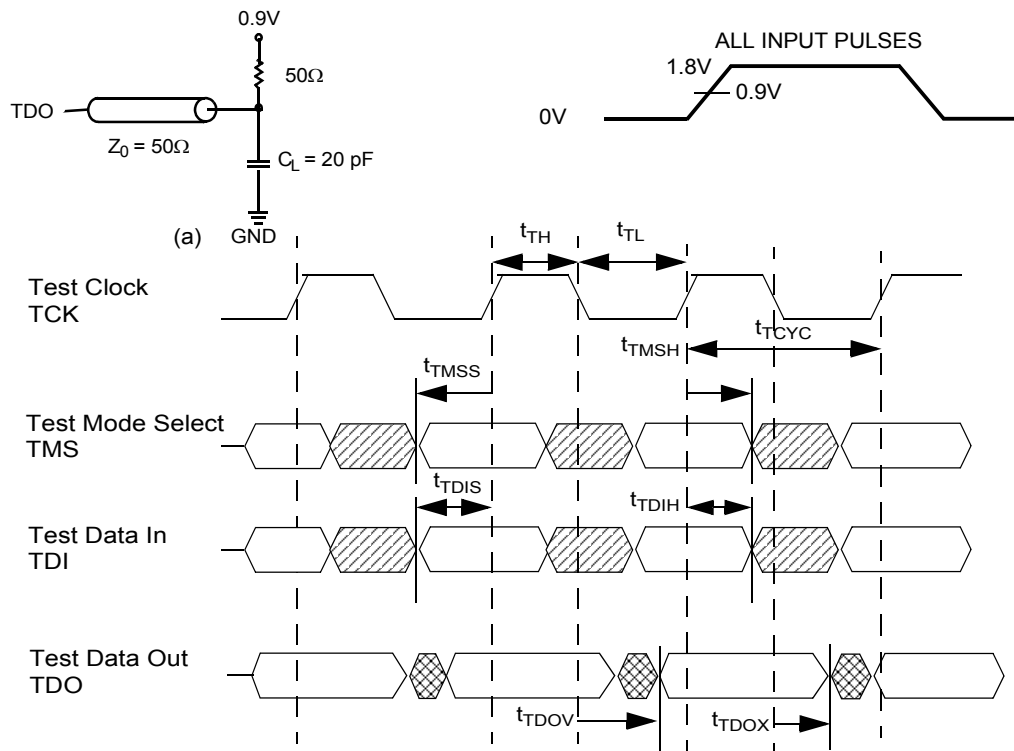 0.9V
ALL INPUT PULSES
50Ω
1.8V
0.9V
TDO
0V
Z0 = 50Ω
CL = 20 pF
(a)
GND
tTH
tTL
Test Clock
TCK
tTMSH
tTCYC
tTMSS
Test Mode Select
TMS
tTDIS
tTDIH
Test Data In
TDI
Test Data Out
TDO
tTDOV
tTDOX